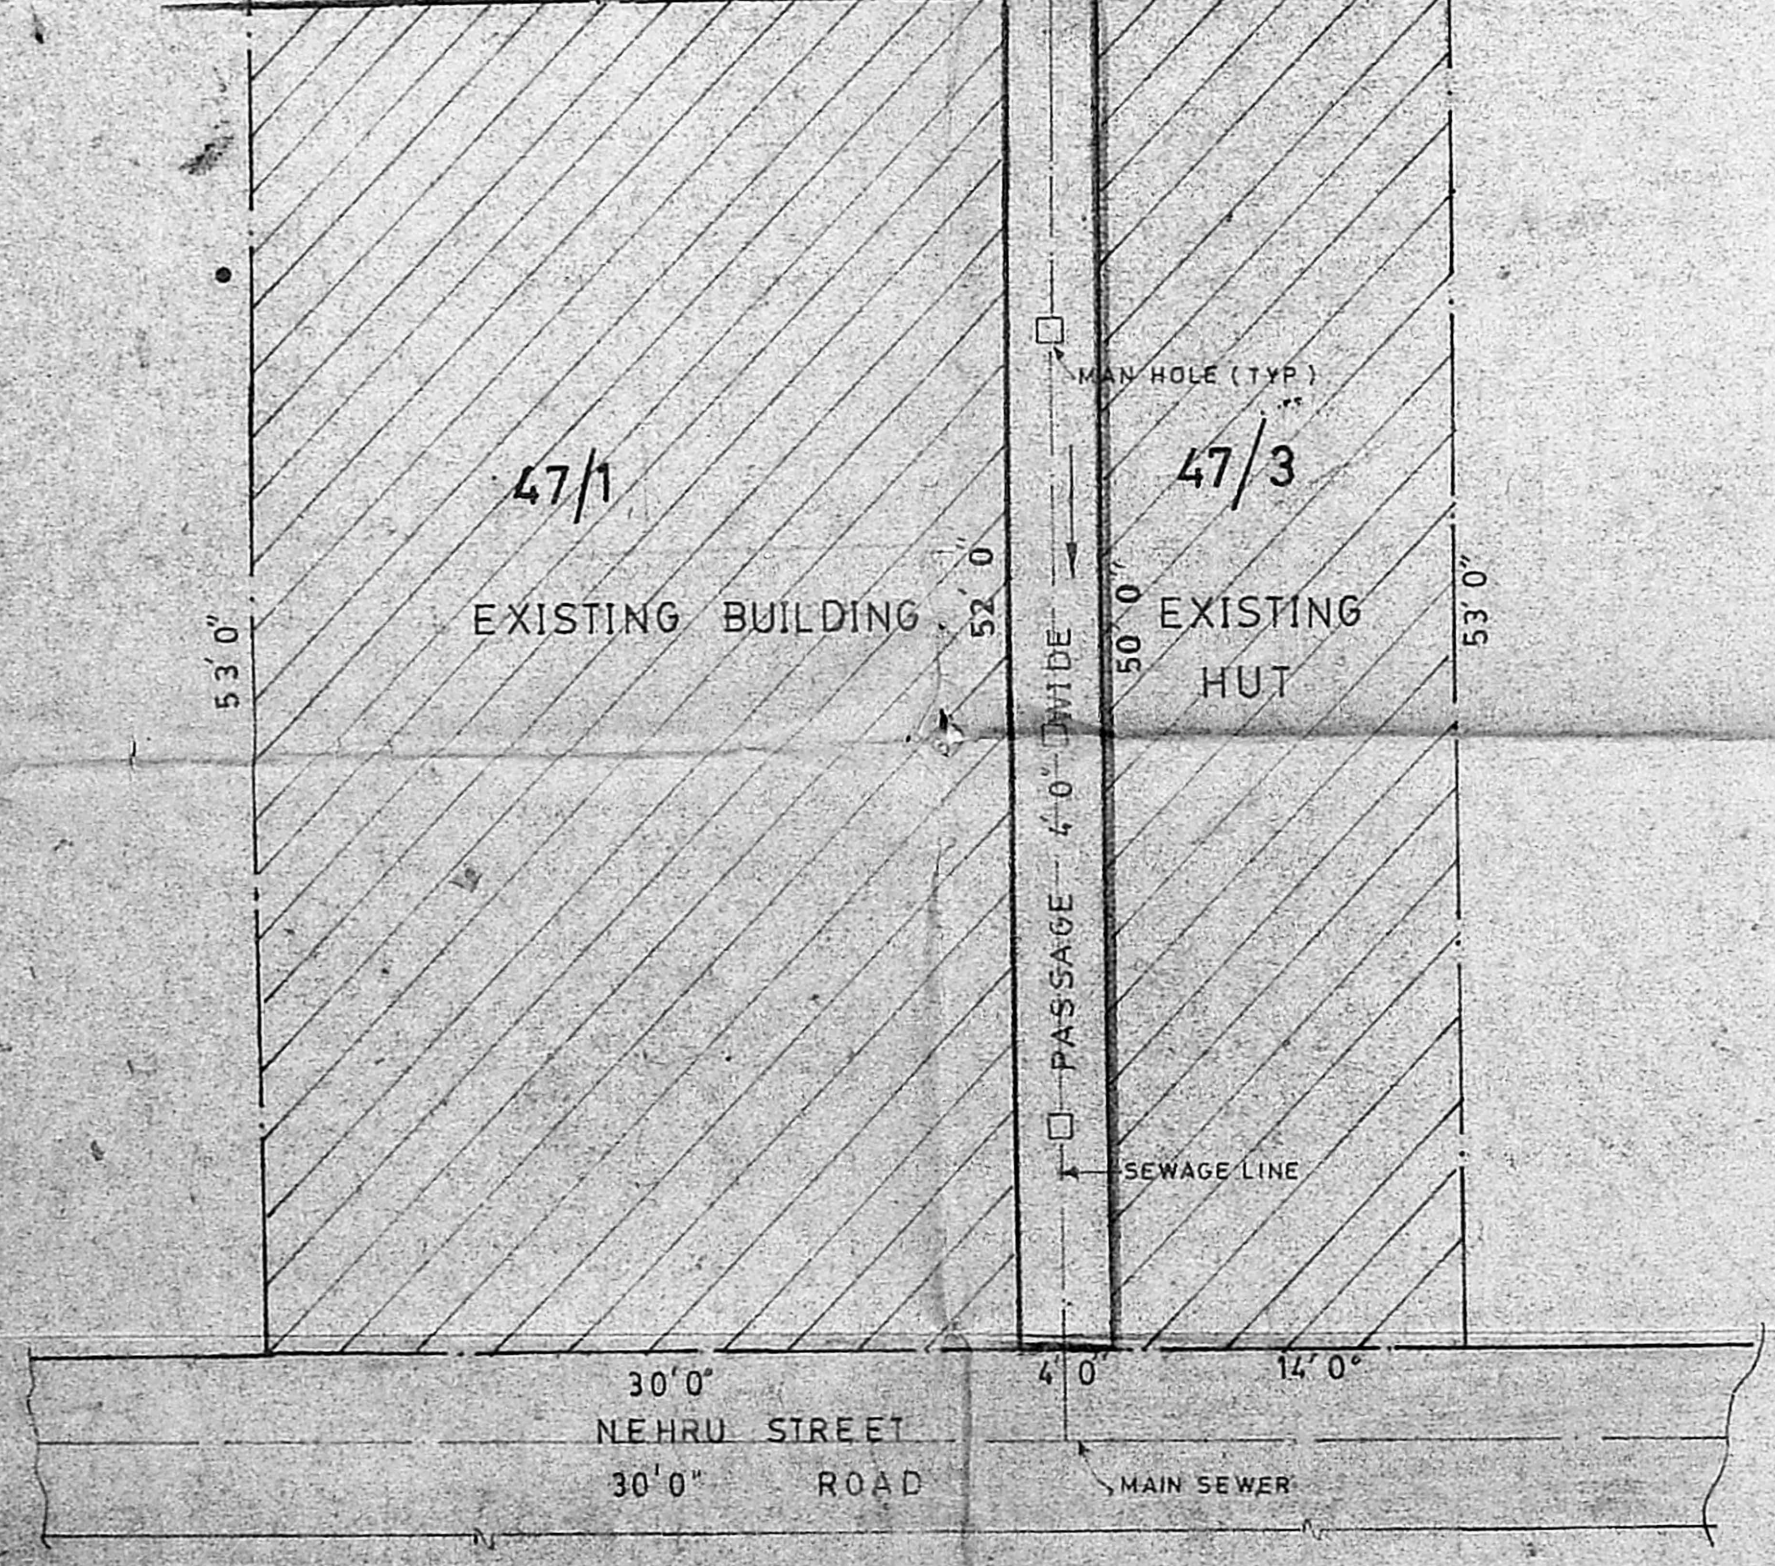 MAN HOLE (TYP)
47/1
47/3
EXISTING BUILDING
52' 0"
50' 0"
EXISTING
HUT
53' 0"
53' 0"
PASSAGE 4' 0" WIDE
SEWAGE LINE
30' 0"
4' 0"
14' 0"
NEHRU STREET
30' 0" ROAD
MAIN SEWER